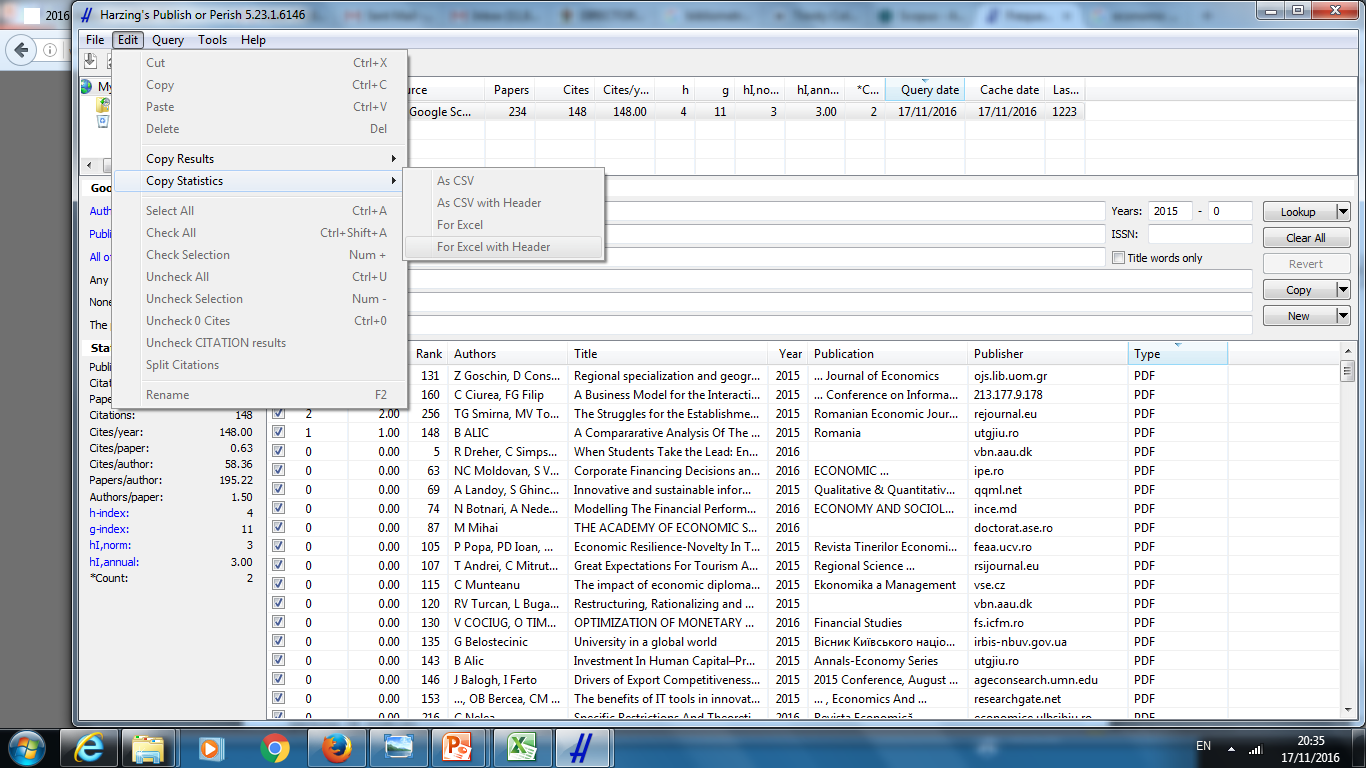 2016
Harzing's Publish or Perish 5.23.1.6146
File Edit Query Tools Help
Cut Ctrl+X
Copy Ctrl+C
Paste Ctrl+V
Delete Del
Copy Results
Copy Statistics
Select All Ctrl+A
Check All Ctrl+Shift+A
Check Selection Num +
Uncheck All Ctrl+U
Uncheck Selection Num -
Uncheck 0 Cites Ctrl+0
Uncheck CITATION results
Split Citations
Rename F2
As CSV
As CSV with Header
For Excel
For Excel with Header
My
rce Papers Cites Cites/y... h g hI,no... hI,ann... *C... Query date Cache date Las...
Google Sc... 234 148 148.00 4 11 3 3.00 2 17/11/2016 17/11/2016 1223
Goo
Auth
Publi
All of
Any
None
The
Years: 2015 - 0
ISSN:
Title words only
Lookup
Clear All
Revert
Copy
New
Stat
Publi
Citat
Pape
Citations: 148
Cites/year: 148.00
Cites/paper: 0.63
Cites/author: 58.36
Papers/author: 195.22
Authors/paper: 1.50
h-index: 4
g-index: 11
hI,norm: 3
hI,annual: 3.00
*Count: 2
Rank Authors Title Year Publication Publisher Type
131 Z Goschin, D Cons... Regional specialization and geogr... 2015 ... Journal of Economics ojs.lib.uom.gr PDF
160 C Ciurea, FG Filip A Business Model for the Interacti... 2015 ... Conference on Informa... 213.177.9.178 PDF
2 2.00 256 TG Smirna, MV To... The Struggles for the Establishme... 2015 Romanian Economic Jour... rejournal.eu PDF
1 1.00 148 B ALIC A Compararative Analysis Of The ... 2015 Romania utgjiu.ro PDF
0 0.00 5 R Dreher, C Simps... When Students Take the Lead: En... 2016 vbn.aau.dk PDF
0 0.00 63 NC Moldovan, S V... Corporate Financing Decisions an... 2016 ECONOMIC ... ipe.ro PDF
0 0.00 69 A Landoy, S Ghinc... Innovative and sustainable infor... 2015 Qualitative & Quantitativ... qqml.net PDF
0 0.00 74 N Botnari, A Nede... Modelling The Financial Perform... 2016 ECONOMY AND SOCIOL... ince.md PDF
0 0.00 87 M Mihai THE ACADEMY OF ECONOMIC S... 2016 doctorat.ase.ro PDF
0 0.00 105 P Popa, PD Ioan, ... Economic Resilience-Novelty In T... 2015 Revista Tinerilor Economi... feaa.ucv.ro PDF
0 0.00 107 T Andrei, C Mitrut... Great Expectations For Tourism A... 2015 Regional Science ... rsijournal.eu PDF
0 0.00 115 C Munteanu The impact of economic diploma... 2015 Ekonomika a Management vse.cz PDF
0 0.00 120 RV Turcan, L Buga... Restructuring, Rationalizing and ... 2015 vbn.aau.dk PDF
0 0.00 130 V COCIUG, O TIM... OPTIMIZATION OF MONETARY ... 2016 Financial Studies fs.icfm.ro PDF
0 0.00 135 G Belostecinic University in a global world 2015 Вісник Київського націо... irbis-nbuv.gov.ua PDF
0 0.00 143 B Alic Investment In Human Capital–Pr... 2015 Annals-Economy Series utgjiu.ro PDF
0 0.00 146 J Balogh, I Ferto Drivers of Export Competitiveness... 2015 2015 Conference, August ... ageconsearch.umn.edu PDF
0 0.00 153 ..., OB Bercea, CM ... The benefits of IT tools in innovat... 2015 ... , Economics And ... researchgate.net PDF
EN
20:35
17/11/2016